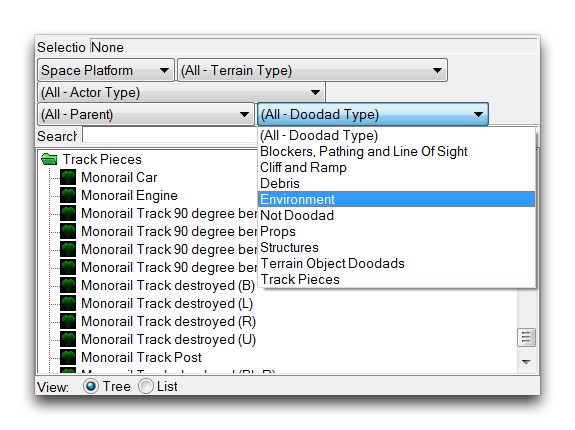 Selectio None
Space Platform (All - Terrain Type)
(All - Actor Type)
(All - Parent) (All - Doodad Type)
Search
(All - Doodad Type)
Blockers, Pathing and Line Of Sight
Cliff and Ramp
Debris
Environment
Not Doodad
Props
Structures
Terrain Object Doodads
Track Pieces
Track Pieces
Monorail Car
Monorail Engine
Monorail Track 90 degree ber
Monorail Track 90 degree ber
Monorail Track 90 degree ber
Monorail Track 90 degree ber
Monorail Track destroyed (B)
Monorail Track destroyed (L)
Monorail Track destroyed (R)
Monorail Track destroyed (U)
Monorail Track Post
Monorail Track destroyed
View: Tree List